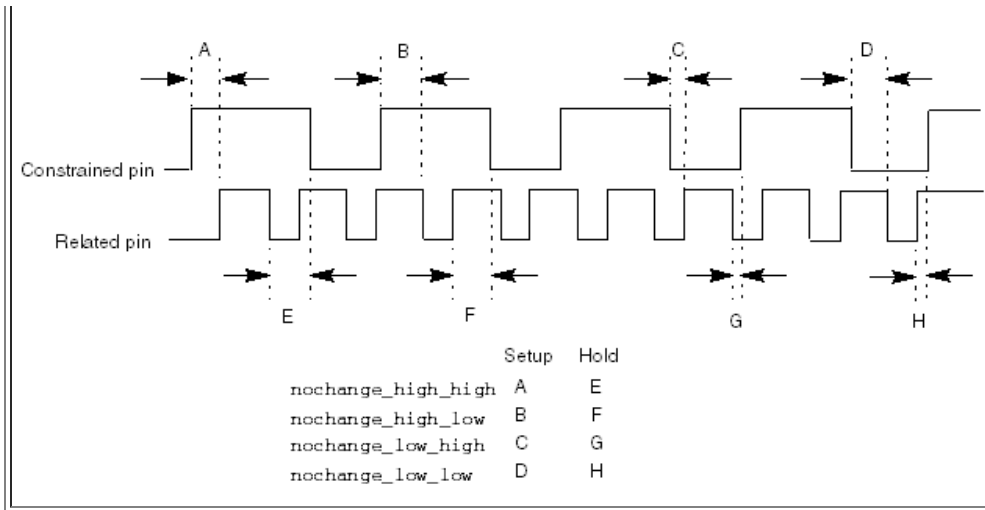 A B C D
Constrained pin
Related pin
E F G H
Setup Hold
nochange_high_high A E
nochange_high_low B F
nochange_low_high C G
nochange_low_low D H